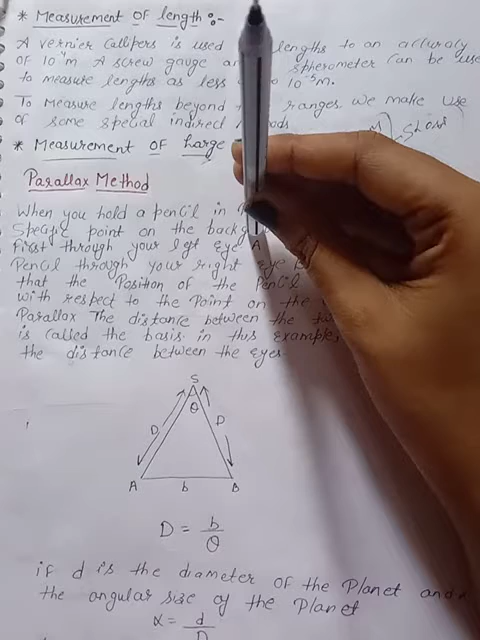 * Measurement of length :-
A vernier Callipers is used lengths to an accuracy
of 10⁻⁴m A screw gauge an spherometer Can be use
to measure lengths as less to 10⁻⁵m.
To Measure lengths beyond ranges we make use
of some special indirect
* Measurement of Large
Parallax Method
When you hold a penCil in
Specific point on the backg
first through your left eye A
PenCil through your right eye
that the Position of the PenCil
with respect to the Point on the
Parallax The distance between the
is Called the basis in this example
the distance between the eyes
S
θ
D D
A b B
D = b/θ
if d is the diameter of the Planet and
the angular size of the Planet
α = d/D